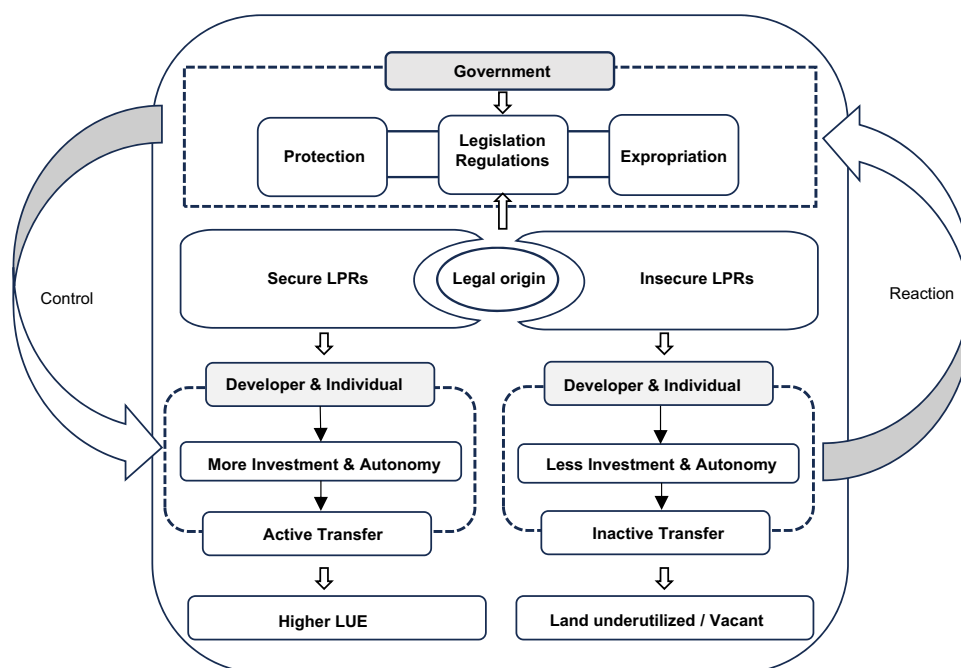 Government
Protection
Legislation
Regulations
Expropriation
Secure LPRs
Legal origin
Insecure LPRs
Control
Reaction
Developer & Individual
Developer & Individual
More Investment & Autonomy
Less Investment & Autonomy
Active Transfer
Inactive Transfer
Higher LUE
Land underutilized / Vacant